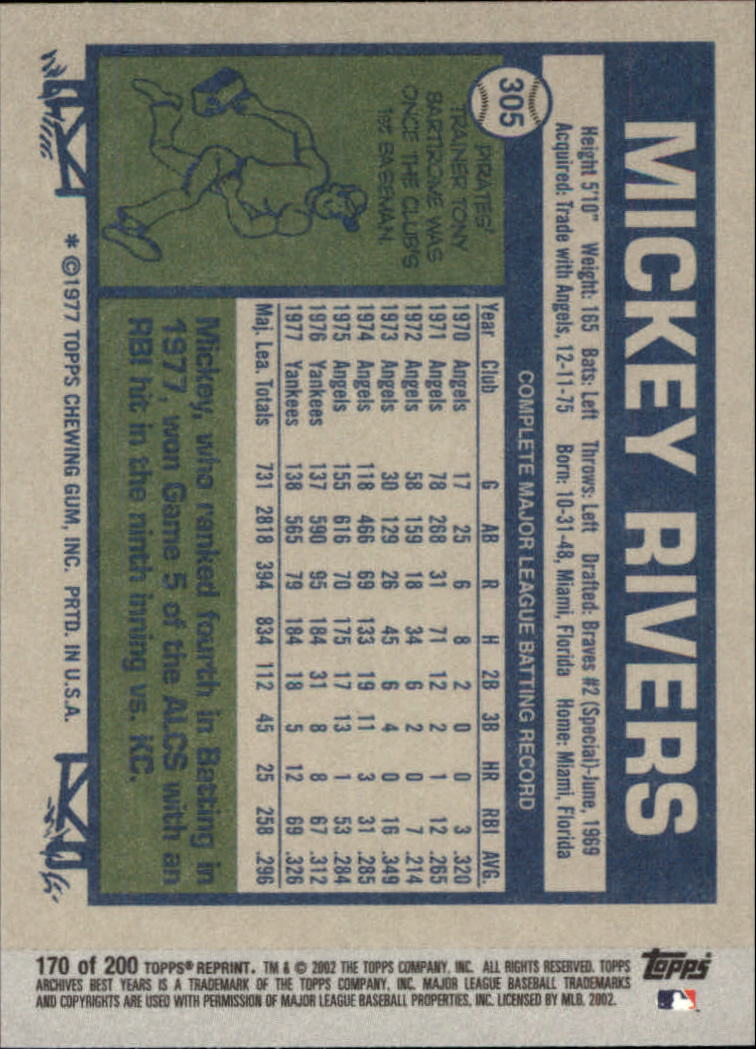 MICKEY RIVERS
305
Height 5'10" Weight: 165 Bats: Left Throws: Left Drafted: Braves #2 (Special)-June, 1969
Acquired: Trade with Angels, 12-11-75 Born: 10-31-48, Miami, Florida Home: Miami, Florida
COMPLETE MAJOR LEAGUE BATTING RECORD
PIRATES'
TRAINER TONY
BARTIROME WAS
ONCE THE CLUB'S
1st BASEMAN.
Year Club G AB R H 2B 3B HR RBI AVG.
1970 Angels 17 25 6 8 2 0 0 3 .320
1971 Angels 78 268 31 71 12 2 1 12 .265
1972 Angels 58 159 18 34 6 2 0 7 .214
1973 Angels 30 129 26 45 6 4 0 16 .349
1974 Angels 118 466 69 133 19 11 3 31 .285
1975 Angels 155 616 70 175 17 13 1 53 .284
1976 Yankees 137 590 95 184 31 8 8 67 .312
1977 Yankees 138 565 79 184 18 5 12 69 .326
Maj. Lea. Totals 731 2818 394 834 112 45 25 258 .296
Mickey, who ranked fourth in Batting in
1977, won Game 5 of the ALCS with an
RBI hit in the ninth inning vs. KC.
* ©1977 TOPPS CHEWING GUM, INC. PRTD. IN U.S.A.
170 of 200 TOPPS® REPRINT. TM & © 2002 THE TOPPS COMPANY, INC. ALL RIGHTS RESERVED. TOPPS
ARCHIVES BEST YEARS IS A TRADEMARK OF THE TOPPS COMPANY, INC. MAJOR LEAGUE BASEBALL TRADEMARKS
AND COPYRIGHTS ARE USED WITH PERMISSION OF MAJOR LEAGUE BASEBALL PROPERTIES, INC. LICENSED BY MLB. 2002.
topps